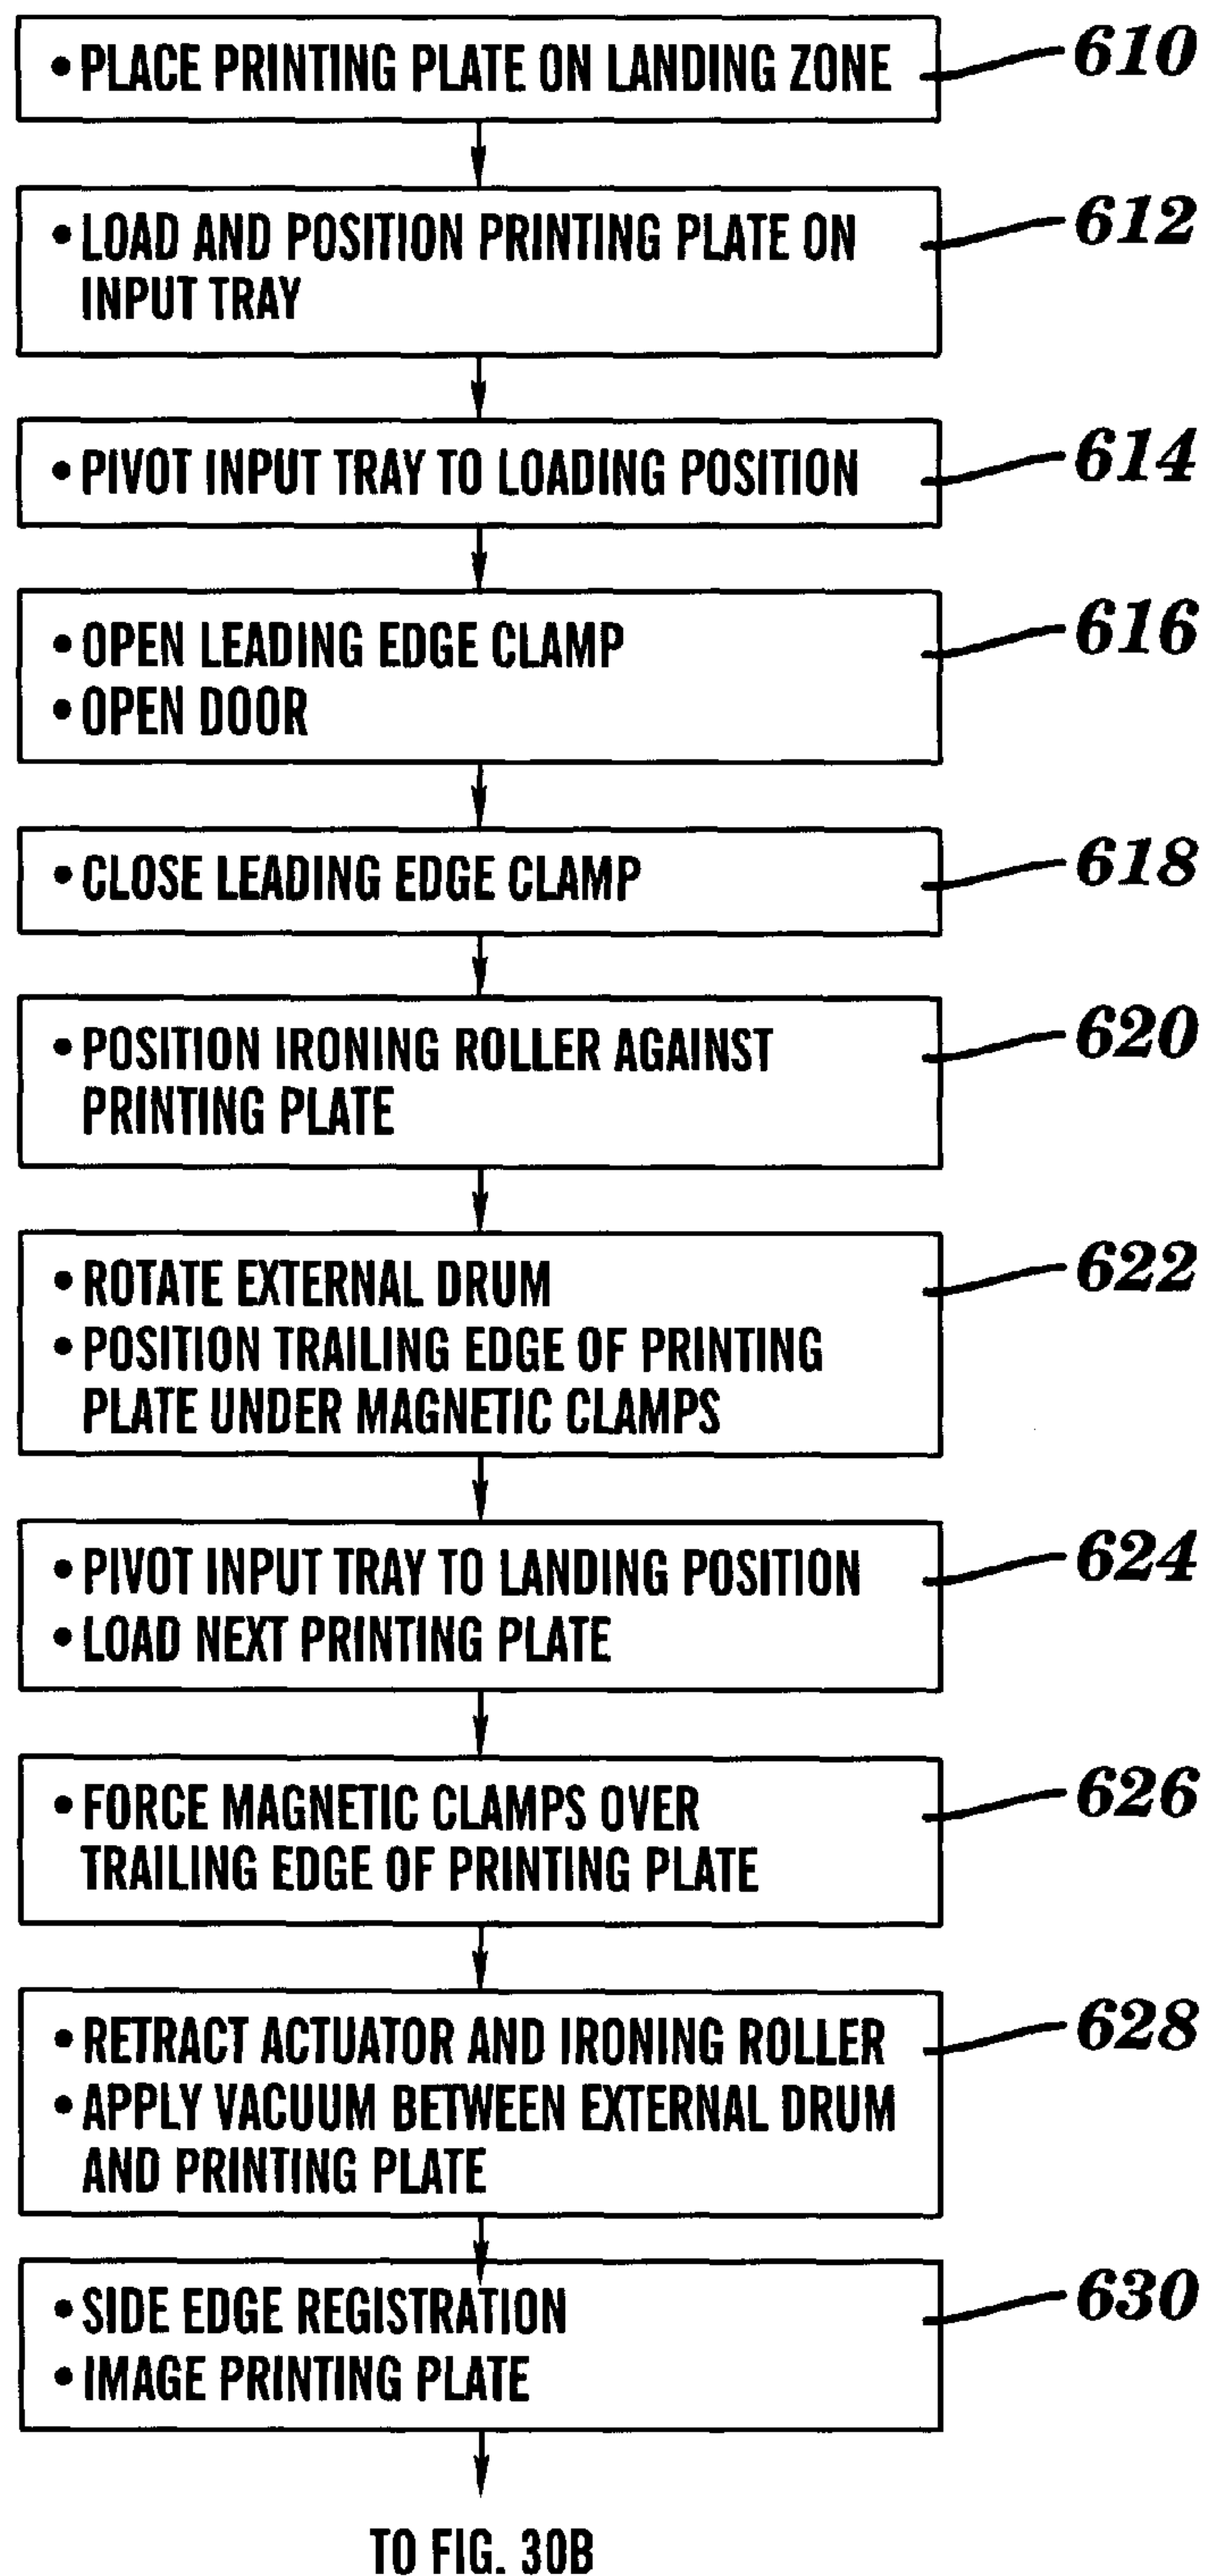 • PLACE PRINTING PLATE ON LANDING ZONE
610
• LOAD AND POSITION PRINTING PLATE ON
INPUT TRAY
612
• PIVOT INPUT TRAY TO LOADING POSITION
614
• OPEN LEADING EDGE CLAMP
• OPEN DOOR
616
• CLOSE LEADING EDGE CLAMP
618
• POSITION IRONING ROLLER AGAINST
PRINTING PLATE
620
• ROTATE EXTERNAL DRUM
• POSITION TRAILING EDGE OF PRINTING
PLATE UNDER MAGNETIC CLAMPS
622
• PIVOT INPUT TRAY TO LANDING POSITION
• LOAD NEXT PRINTING PLATE
624
• FORCE MAGNETIC CLAMPS OVER
TRAILING EDGE OF PRINTING PLATE
626
• RETRACT ACTUATOR AND IRONING ROLLER
• APPLY VACUUM BETWEEN EXTERNAL DRUM
AND PRINTING PLATE
628
• SIDE EDGE REGISTRATION
• IMAGE PRINTING PLATE
630
TO FIG. 30B